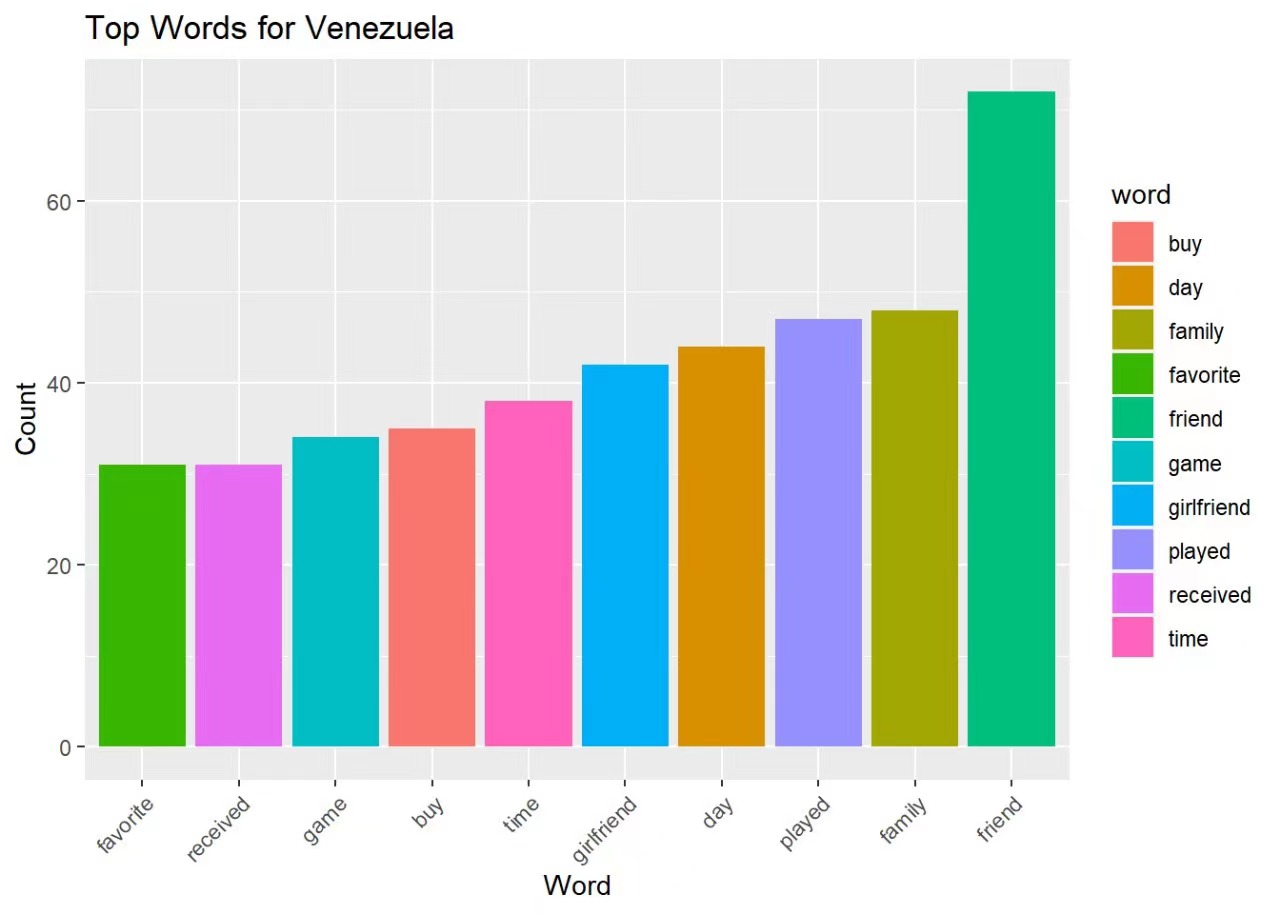 Top Words for Venezuela
Count
60
40
20
0
favorite
received
game
buy
time
girlfriend
day
played
family
friend
Word
word
buy
day
family
favorite
friend
game
girlfriend
played
received
time